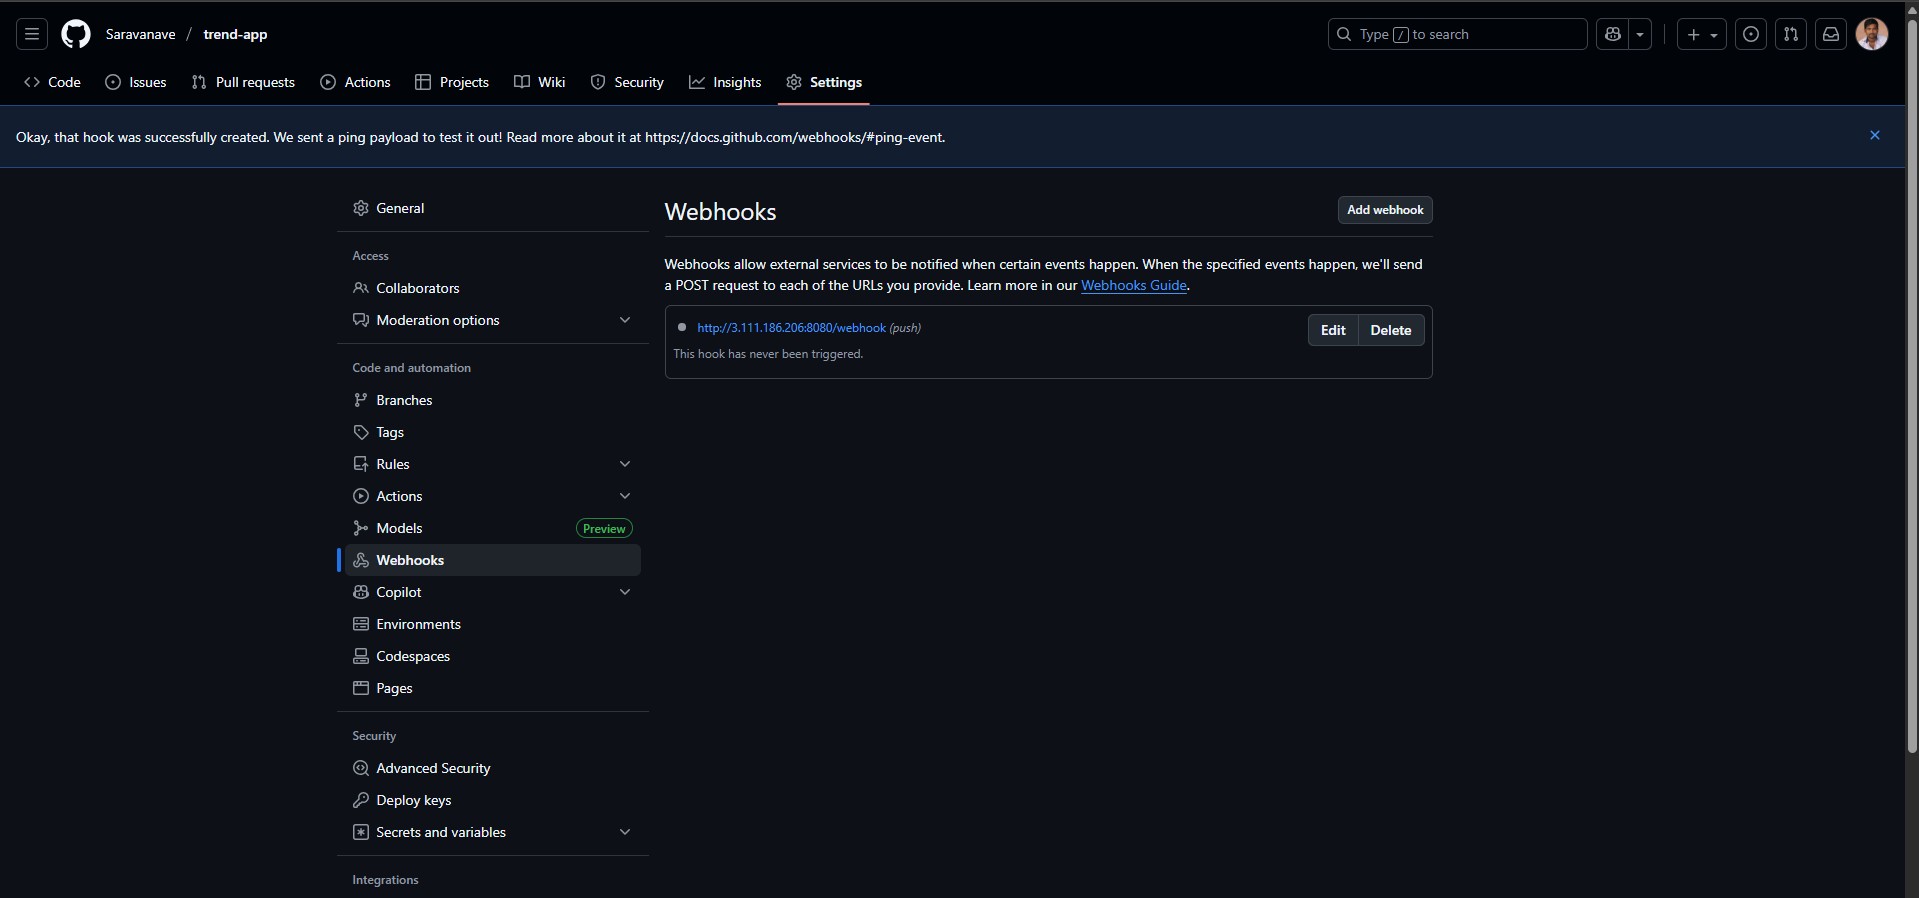 Saravanave / trend-app
Type / to search
Code
Issues
Pull requests
Actions
Projects
Wiki
Security
Insights
Settings
Okay, that hook was successfully created. We sent a ping payload to test it out! Read more about it at https://docs.github.com/webhooks/#ping-event.
General
Access
Collaborators
Moderation options
Code and automation
Branches
Tags
Rules
Actions
Models
Preview
Webhooks
Copilot
Environments
Codespaces
Pages
Security
Advanced Security
Deploy keys
Secrets and variables
Integrations
Webhooks
Add webhook
Webhooks allow external services to be notified when certain events happen. When the specified events happen, we'll send
a POST request to each of the URLs you provide. Learn more in our Webhooks Guide.
http://3.111.186.206:8080/webhook (push)
Edit
Delete
This hook has never been triggered.